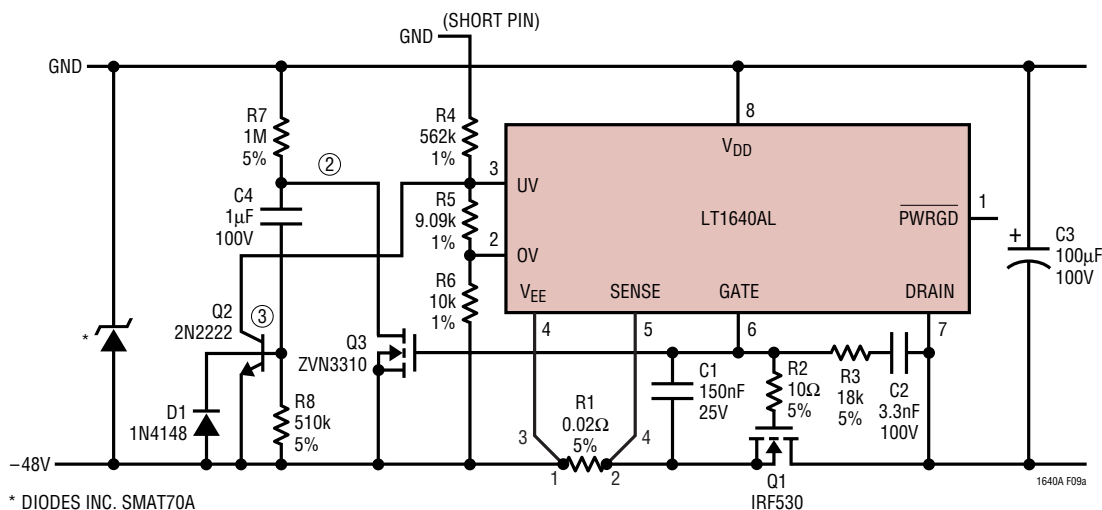 (SHORT PIN)
GND
GND
R7
1M
5%
②
R4
562k
1%
8
VDD
3
UV
C4
1µF
100V
R5
9.09k
1%
LT1640AL
1
PWRGD
2
OV
+
C3
100µF
100V
R6
10k
1%
VEE
SENSE
GATE
DRAIN
Q2
2N2222
③
4
5
6
7
*
Q3
ZVN3310
C1
150nF
25V
R2
10Ω
5%
R3
18k
5%
C2
3.3nF
100V
D1
1N4148
R8
510k
5%
R1
0.02Ω
5%
3
4
–48V
1
2
Q1
IRF530
1640A F09a
* DIODES INC. SMAT70A